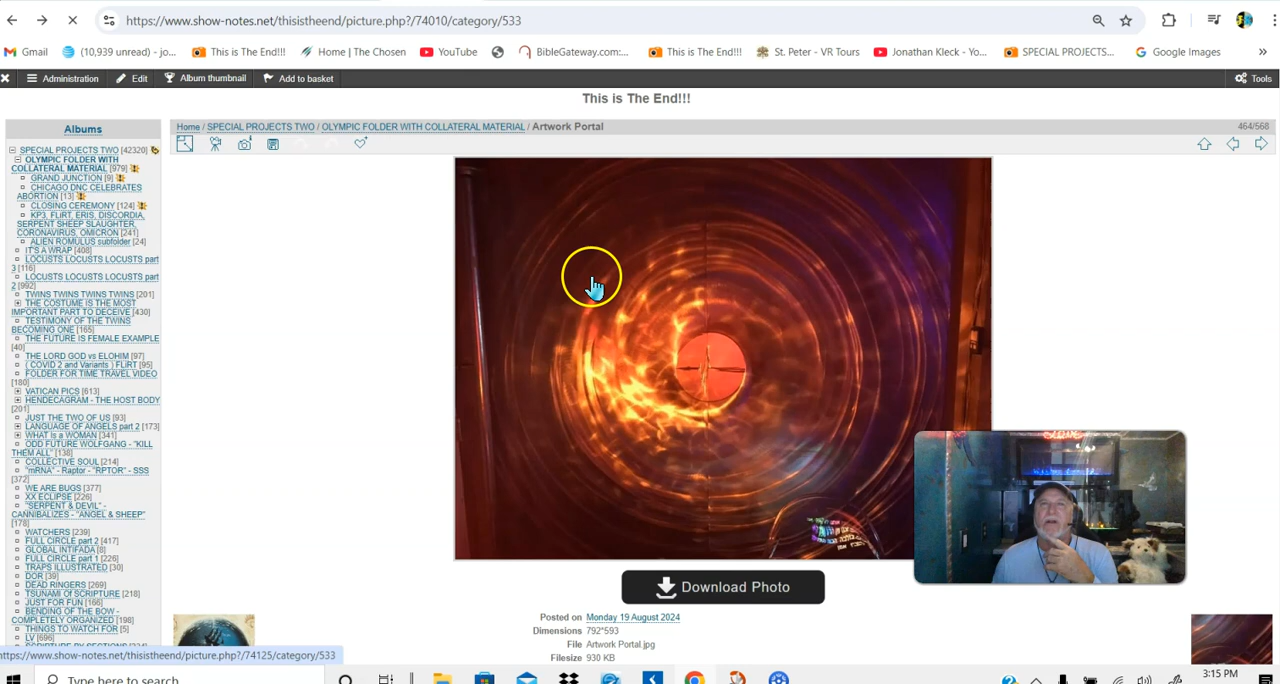 https://www.show-notes.net/thisistheend/picture.php?/74010/category/533
Gmail
(10,939 unread) - jo...
This is The End!!!
Home | The Chosen
YouTube
BibleGateway.com:...
This is The End!!!
St. Peter - VR Tours
Jonathan Kleck - Yo...
SPECIAL PROJECTS...
Google Images
Administration
Edit
Album thumbnail
Add to basket
Tools
This is The End!!!
Albums
Home / SPECIAL PROJECTS TWO / OLYMPIC FOLDER WITH COLLATERAL MATERIAL / Artwork Portal
464/568
SPECIAL PROJECTS TWO [42320]
OLYMPIC FOLDER WITH
COLLATERAL MATERIAL [979]
GRAND JUNCTION [9]
CHICAGO DNC CELEBRATES
ABORTION [13]
CLOSING CEREMONY [124]
KP3, FLiRT, ERIS, DISCORDIA,
SERPENT SHEEP SLAUGHTER,
CORONAVIRUS, OMICRON [241]
ALIEN ROMULUS subfolder [24]
IT'S A WRAP [408]
LOCUSTS LOCUSTS LOCUSTS part
3 [116]
LOCUSTS LOCUSTS LOCUSTS part
2 [992]
TWINS TWINS TWINS TWINS [201]
THE COSTUME IS THE MOST
IMPORTANT PART TO DECEIVE [430]
TESTIMONY OF THE TWINS
BECOMING ONE [165]
THE FUTURE IS FEMALE EXAMPLE
[40]
THE LORD GOD vs ELOHIM [97]
( COVID 2 and Variants ) FLiRT [95]
FOLDER FOR TIME TRAVEL VIDEO
[180]
VATICAN PICS [613]
HENDECAGRAM - THE HOST BODY
[201]
JUST THE TWO OF US [93]
LANGUAGE OF ANGELS part 2 [173]
WHAT Is a WOMAN [341]
ODD FUTURE WOLFGANG - "KILL
THEM ALL" [138]
COLLECTIVE SOUL [214]
"mRNA" - Raptor - "RPTOR" - SSS
[372]
WE ARE BUGS [377]
XX ECLIPSE [226]
"SERPENT & DEVIL" -
CANNIBALIZES - "ANGEL & SHEEP"
[178]
WATCHERS [239]
FULL CIRCLE part 2 [417]
GLOBAL INTIFADA [8]
FULL CIRCLE part 1 [226]
TRAPS ILLUSTRATED [30]
DOR [39]
DEAD RINGERS [269]
TSUNAMI Of SCRIPTURE [218]
JUST FOR FUN [166]
BENDING OF THE BOW -
COMPLETELY ORGANIZED [198]
THINGS TO WATCH FOR [5]
LV [696]
Download Photo
Posted on Monday 19 August 2024
Dimensions 792*593
File Artwork Portal.jpg
Filesize 930 KB
https://www.show-notes.net/thisistheend/picture.php?/74125/category/533
Type here to search
3:15 PM